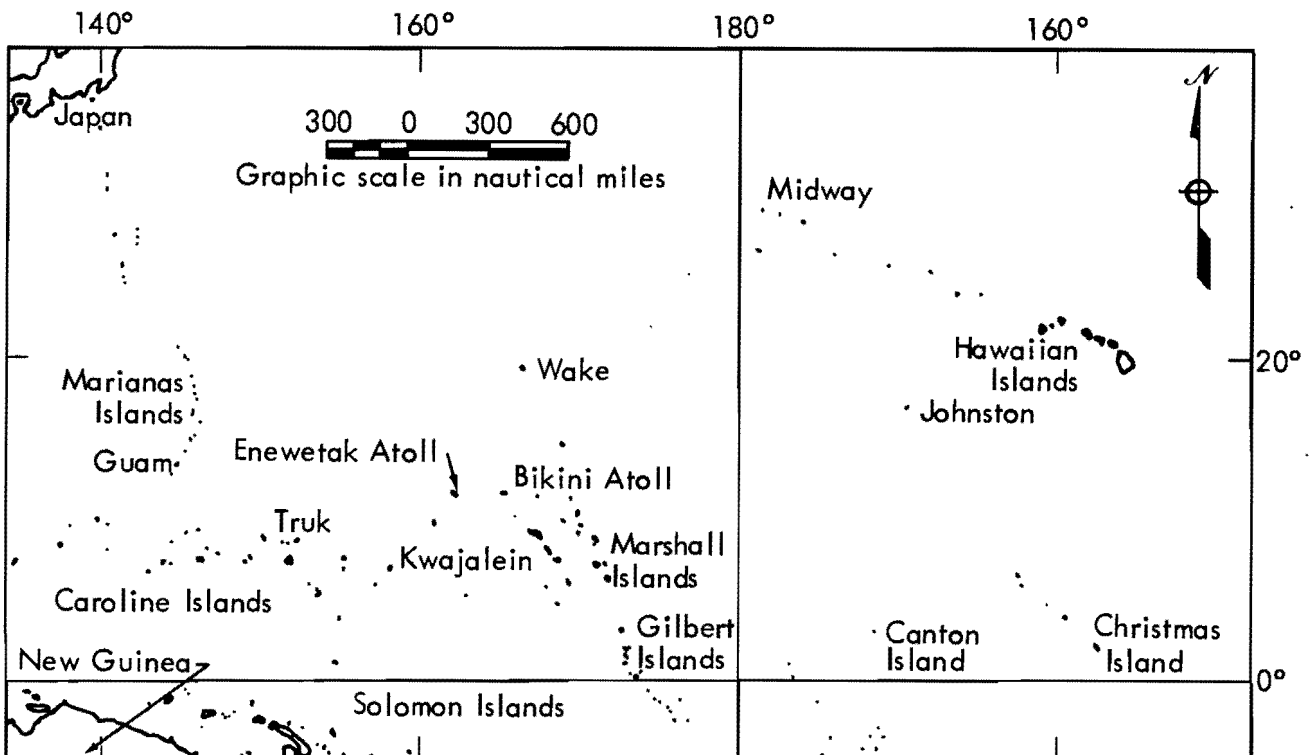 140° 160° 180° 160°
N
Japan
300 0 300 600
Graphic scale in nautical miles
Midway
Hawaiian
Islands
20°
Wake
Marianas
Islands
Johnston
Guam
Enewetak Atoll
Bikini Atoll
Truk
Kwajalein
Marshall
Islands
Caroline Islands
Gilbert
Islands
Canton
Island
Christmas
Island
New Guinea
0°
Solomon Islands